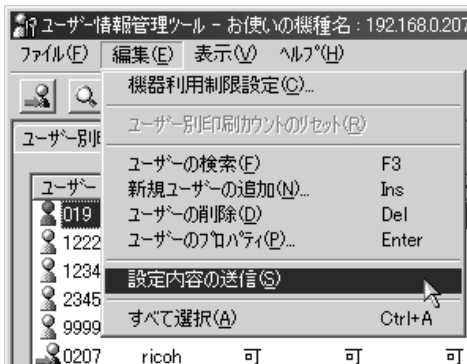 ユーザー情報管理ツール - お使いの機種名 : 192.168.0.207
ファイル(F) 編集(E) 表示(V) ヘルプ(H)
機器利用制限設定(C)...
ユーザー別印刷カウントのリセット(R)
ユーザー別
ユーザーの検索(F) F3
ユーザー 新規ユーザーの追加(N)... Ins
019 ユーザーの削除(D) Del
1222 ユーザーのプロパティ(P)... Enter
1234 設定内容の送信(S)
2345
9999 すべて選択(A) Ctrl+A
0207 ricoh 可 可 可